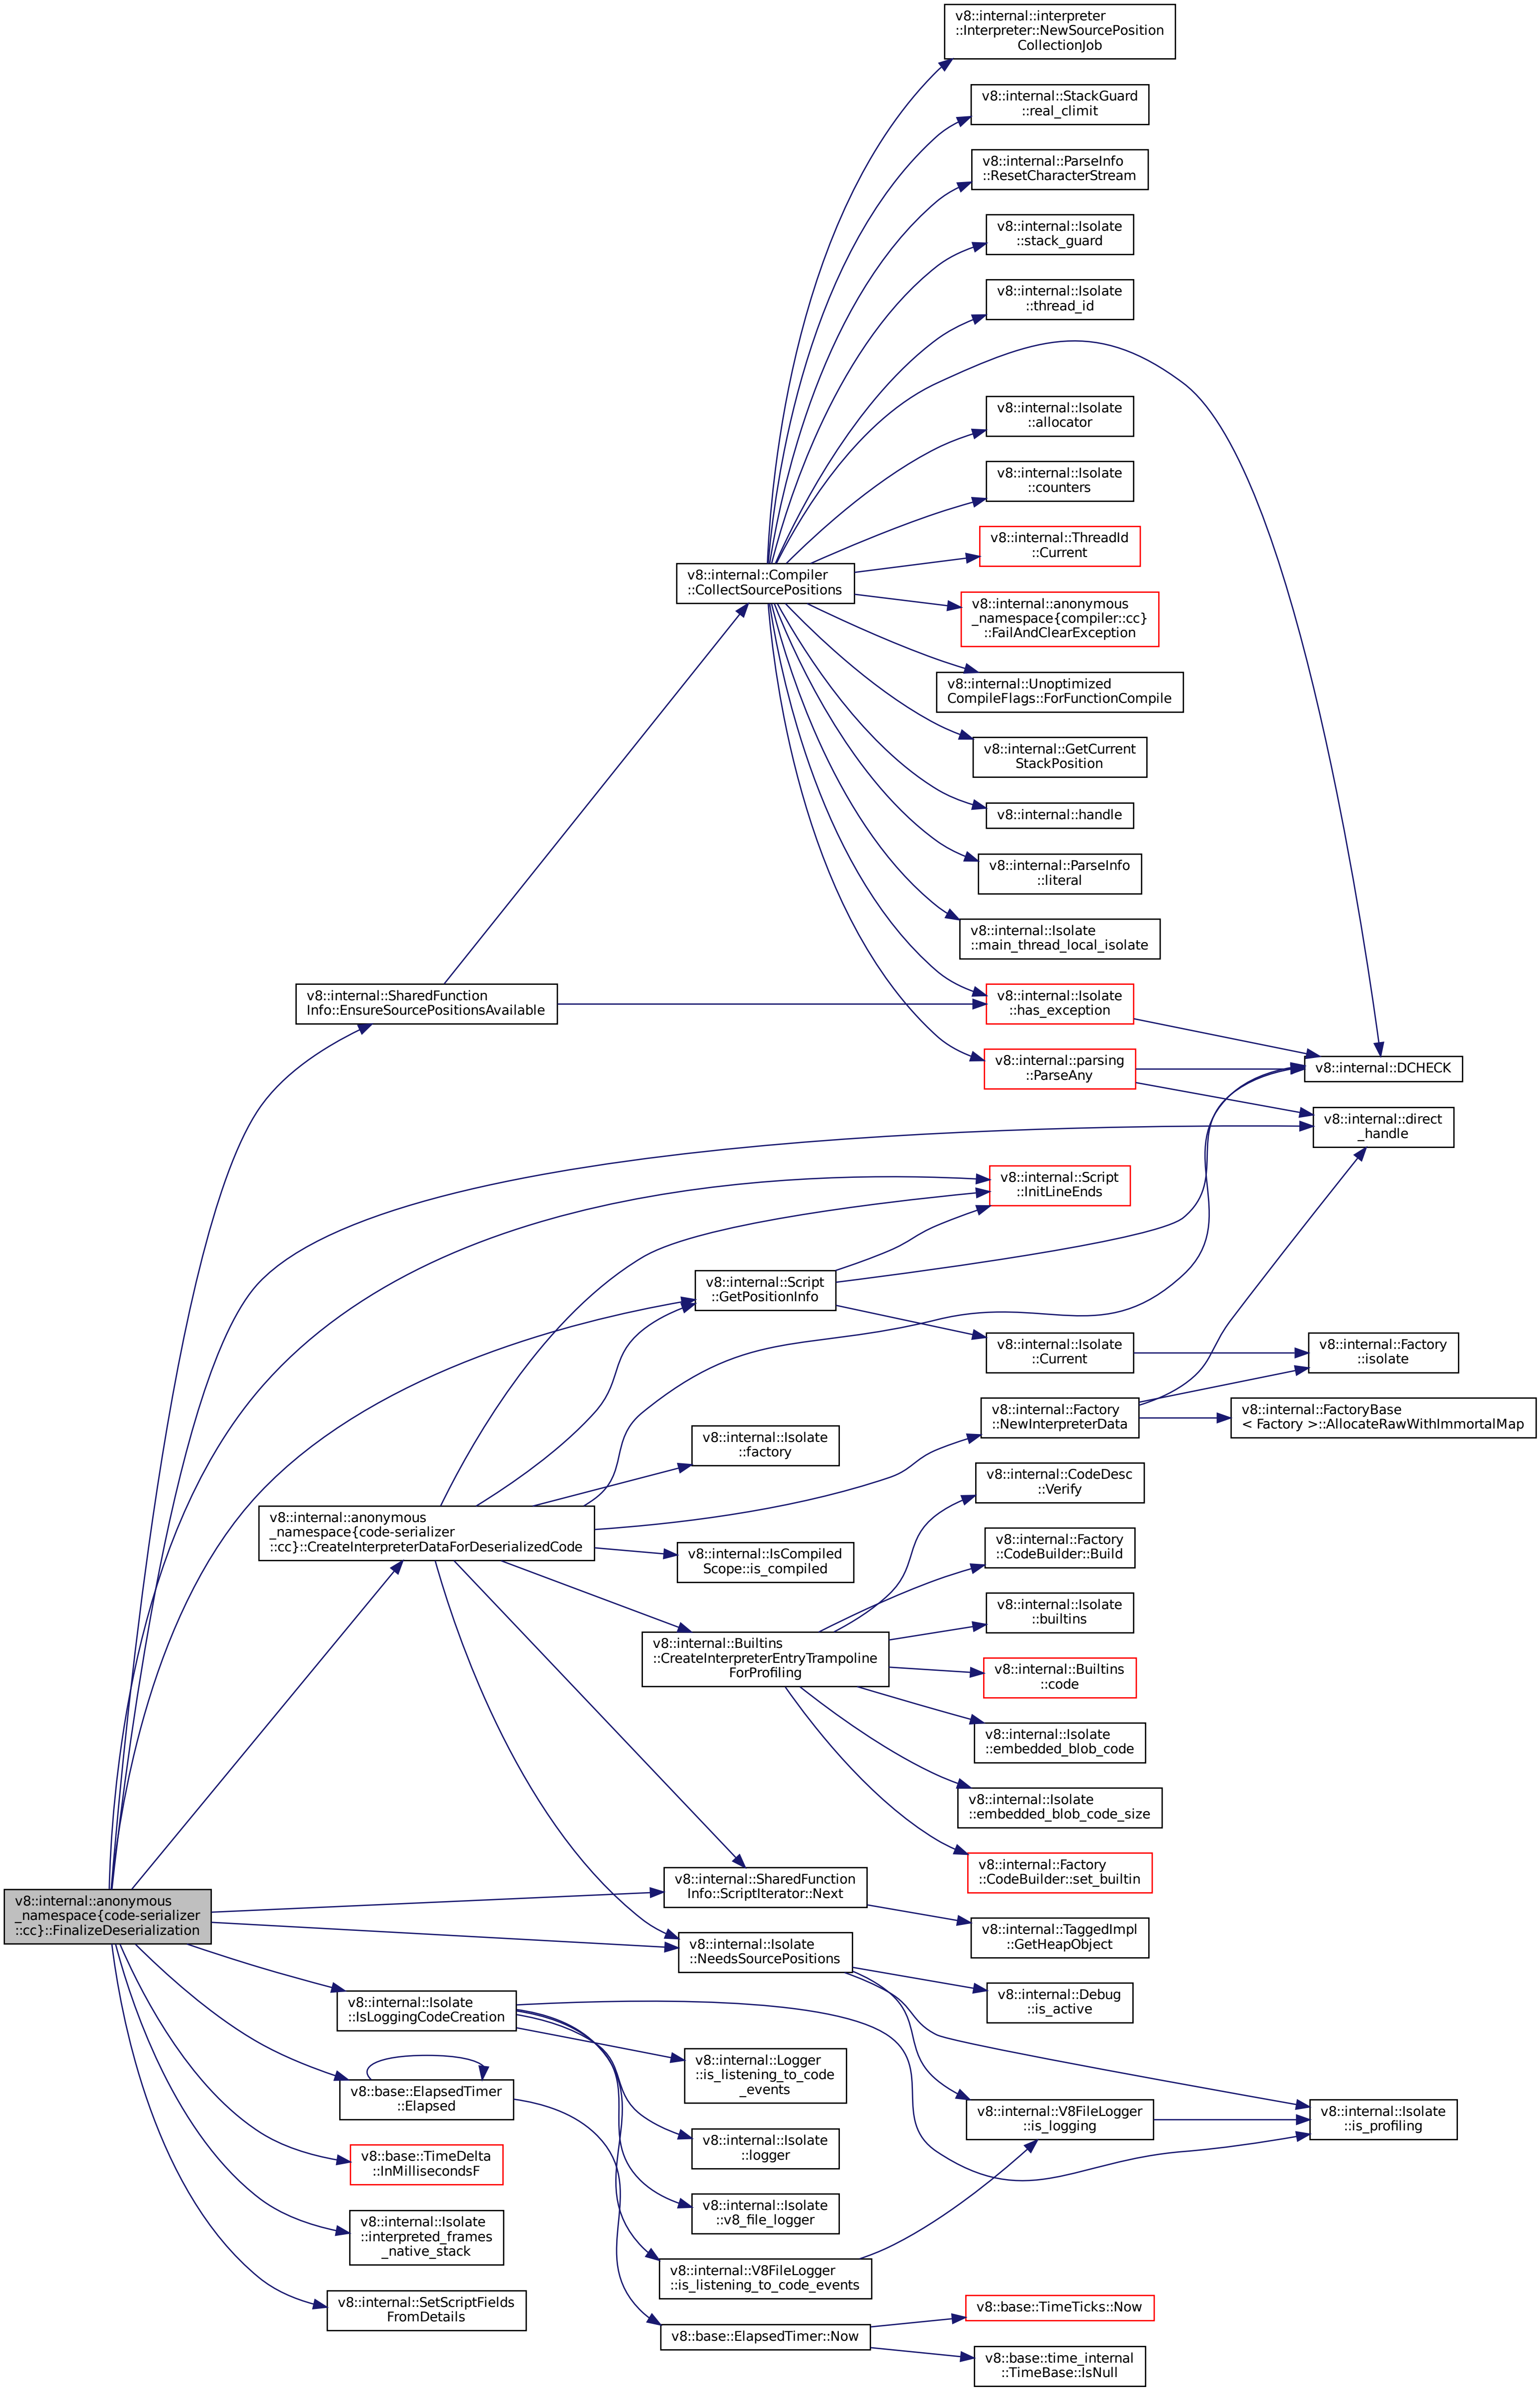 v8::internal::interpreter
::Interpreter::NewSourcePosition
CollectionJob
v8::internal::StackGuard
::real_climit
v8::internal::ParseInfo
::ResetCharacterStream
v8::internal::Isolate
::stack_guard
v8::internal::Isolate
::thread_id
v8::internal::Isolate
::allocator
v8::internal::Isolate
::counters
v8::internal::ThreadId
::Current
v8::internal::Compiler
::CollectSourcePositions
v8::internal::anonymous
_namespace{compiler::cc}
::FailAndClearException
v8::internal::Unoptimized
CompileFlags::ForFunctionCompile
v8::internal::GetCurrent
StackPosition
v8::internal::handle
v8::internal::ParseInfo
::literal
v8::internal::Isolate
::main_thread_local_isolate
v8::internal::SharedFunction
Info::EnsureSourcePositionsAvailable
v8::internal::Isolate
::has_exception
v8::internal::parsing
::ParseAny
v8::internal::DCHECK
v8::internal::direct
_handle
v8::internal::Script
::InitLineEnds
v8::internal::Script
::GetPositionInfo
v8::internal::Isolate
::Current
v8::internal::Factory
::isolate
v8::internal::Factory
::NewInterpreterData
v8::internal::FactoryBase
< Factory >::AllocateRawWithImmortalMap
v8::internal::Isolate
::factory
v8::internal::CodeDesc
::Verify
v8::internal::anonymous
_namespace{code-serializer
::cc}::CreateInterpreterDataForDeserializedCode
v8::internal::IsCompiled
Scope::is_compiled
v8::internal::Factory
::CodeBuilder::Build
v8::internal::Isolate
::builtins
v8::internal::Builtins
::CreateInterpreterEntryTrampoline
ForProfiling
v8::internal::Builtins
::code
v8::internal::Isolate
::embedded_blob_code
v8::internal::Isolate
::embedded_blob_code_size
v8::internal::Factory
::CodeBuilder::set_builtin
v8::internal::SharedFunction
Info::ScriptIterator::Next
v8::internal::anonymous
_namespace{code-serializer
::cc}::FinalizeDeserialization
v8::internal::TaggedImpl
::GetHeapObject
v8::internal::Isolate
::NeedsSourcePositions
v8::internal::Debug
::is_active
v8::internal::Isolate
::IsLoggingCodeCreation
v8::internal::Logger
::is_listening_to_code
_events
v8::base::ElapsedTimer
::Elapsed
v8::internal::V8FileLogger
::is_logging
v8::internal::Isolate
::is_profiling
v8::internal::Isolate
::logger
v8::base::TimeDelta
::InMillisecondsF
v8::internal::Isolate
::v8_file_logger
v8::internal::Isolate
::interpreted_frames
_native_stack
v8::internal::V8FileLogger
::is_listening_to_code_events
v8::internal::SetScriptFields
FromDetails
v8::base::TimeTicks::Now
v8::base::ElapsedTimer::Now
v8::base::time_internal
::TimeBase::IsNull